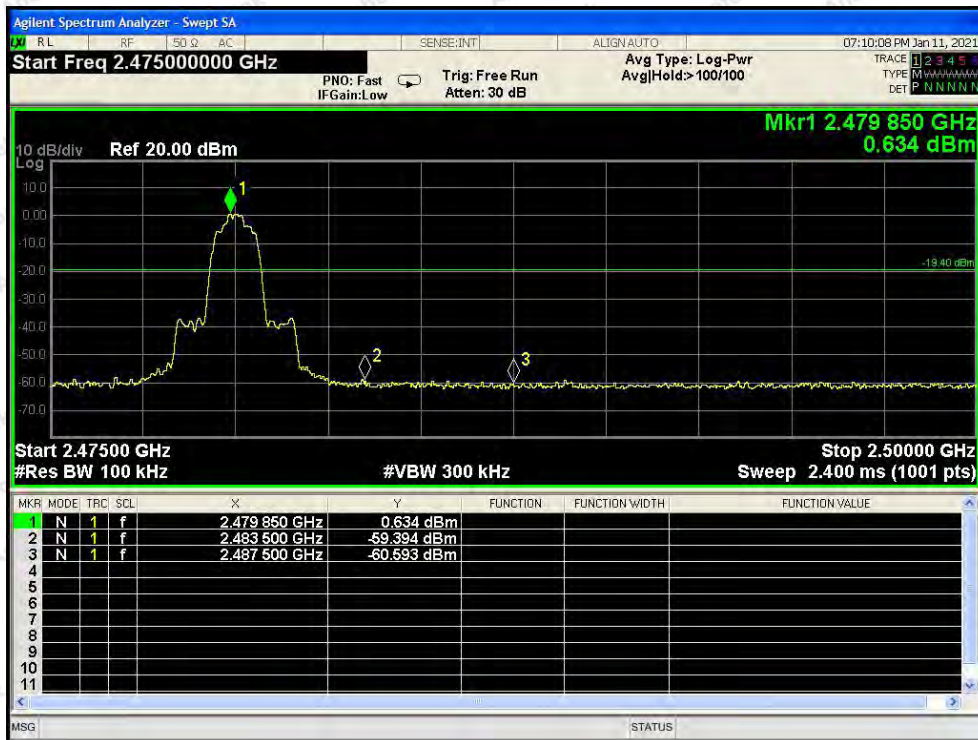 Agilent Spectrum Analyzer - Swept SA
LXI RL RF 50 Ω AC SENSE:INT ALIGN AUTO 07:10:08 PM Jan 11, 2021
Start Freq 2.475000000 GHz
PNO: Fast
IFGain:Low
Trig: Free Run
Atten: 30 dB
Avg Type: Log-Pwr
Avg|Hold:>100/100
TRACE 1 2 3 4 5 6
TYPE M
DET P N N N N N
Mkr1 2.479 850 GHz
0.634 dBm
10 dB/div Ref 20.00 dBm
Log
10.0
0.00
-10.0
-20.0
-30.0
-40.0
-50.0
-60.0
-70.0
1
-19.40 dBm
2
3
Start 2.47500 GHz Stop 2.50000 GHz
#Res BW 100 kHz #VBW 300 kHz Sweep 2.400 ms (1001 pts)
MKR MODE TRC SCL X Y FUNCTION FUNCTION WIDTH FUNCTION VALUE
1 N 1 f 2.479 850 GHz 0.634 dBm
2 N 1 f 2.483 500 GHz -59.394 dBm
3 N 1 f 2.487 500 GHz -60.593 dBm
4
5
6
7
8
9
10
11
MSG STATUS